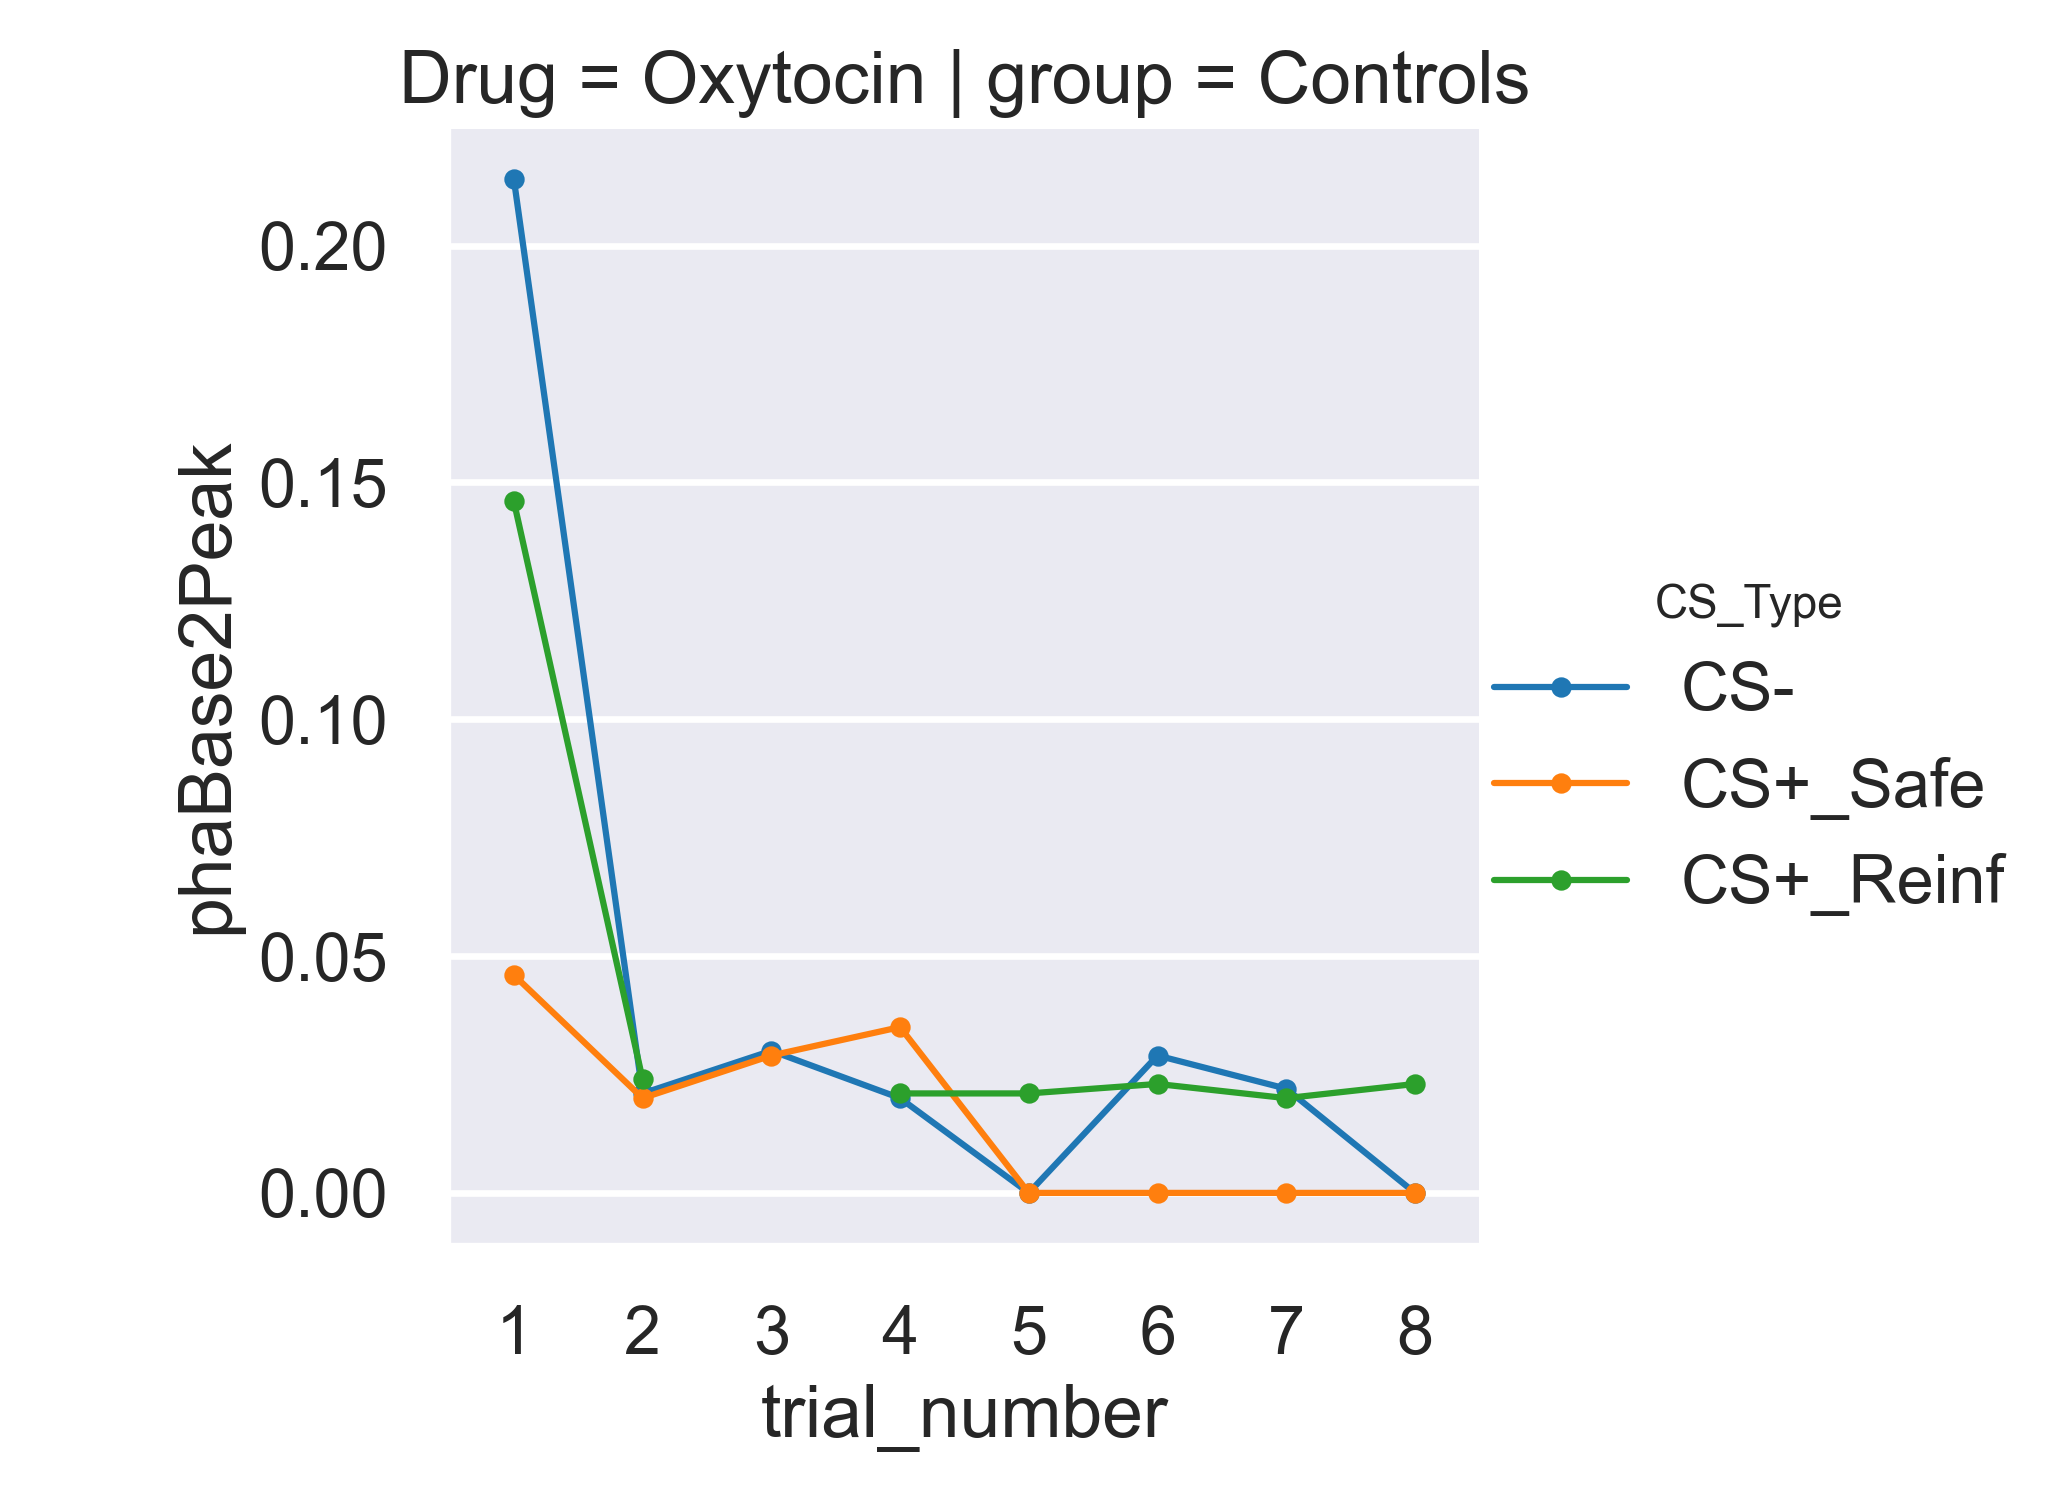 Drug = Oxytocin | group = Controls
phaBase2Peak
0.20
0.15
0.10
0.05
0.00
1 2 3 4 5 6 7 8
trial_number
CS_Type
CS-
CS+_Safe
CS+_Reinf